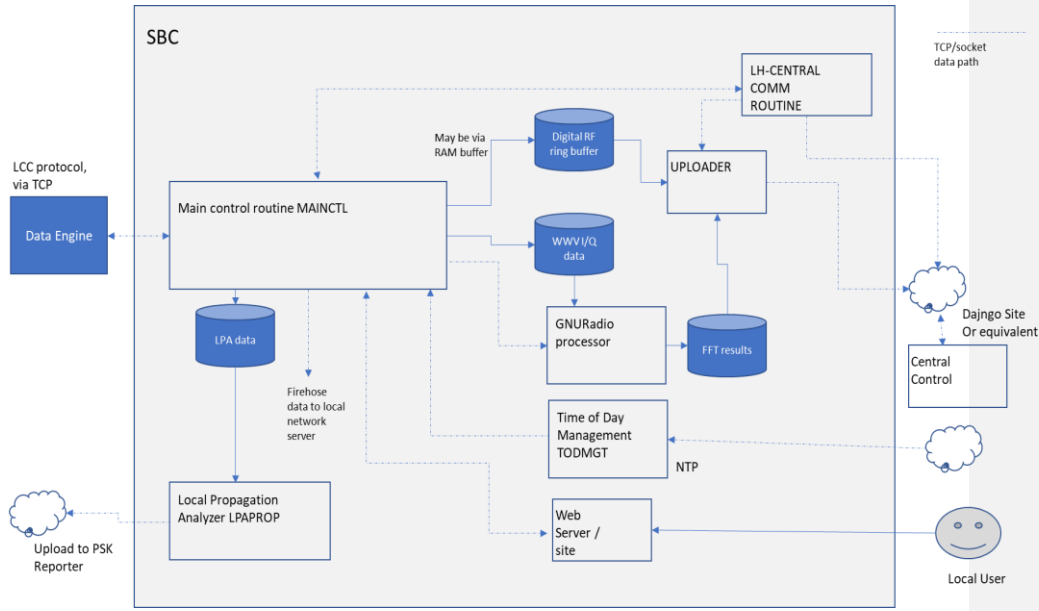 SBC
TCP/socket
data path
LH-CENTRAL
COMM
ROUTINE
May be via
RAM buffer
Digital RF
ring buffer
UPLOADER
LCC protocol,
via TCP
Main control routine MAINCTL
Data Engine
WWV I/Q
data
Dajngo Site
Or equivalent
GNURadio
processor
LPA data
FFT results
Central
Control
Firehose
data to local
network
server
Time of Day
Management
TODMGT
NTP
Local Propagation
Analyzer LPAPROP
Web
Server /
site
Upload to PSK
Reporter
Local User